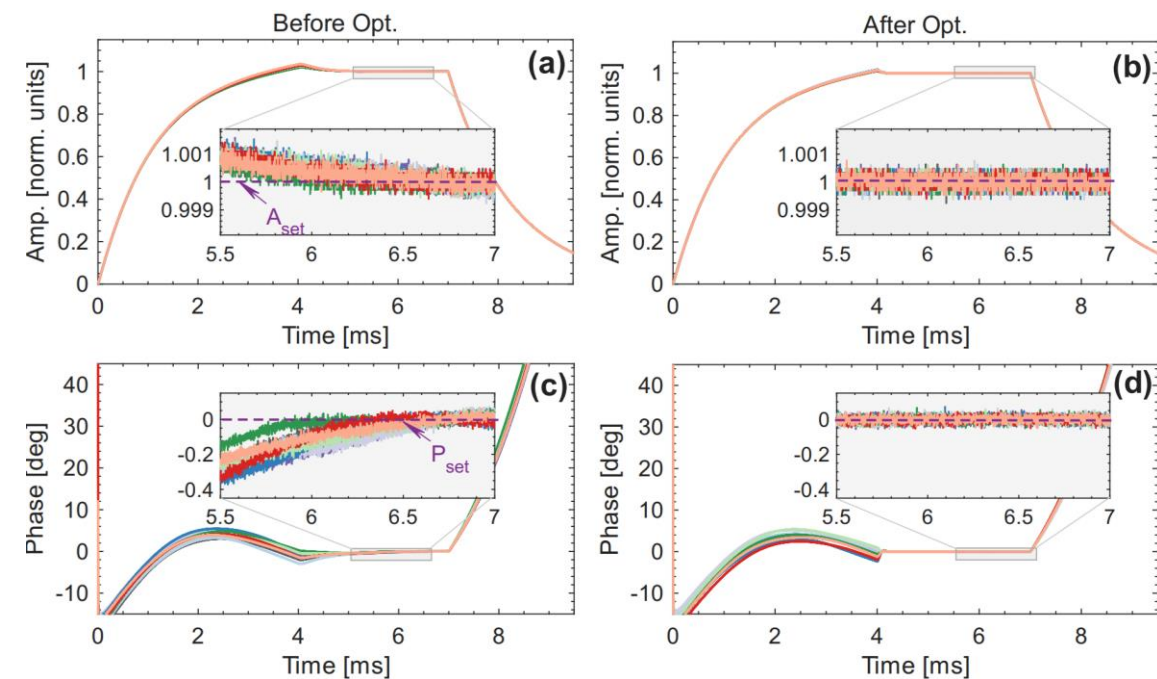 Before Opt.
After Opt.
(a)
(b)
Amp. [norm. units]
1
0.8
0.6
0.4
0.2
0
1.001
1
0.999
A set
5.5 6 6.5 7
0 2 4 6 8
Time [ms]
Amp. [norm. units]
1
0.8
0.6
0.4
0.2
0
1.001
1
0.999
5.5 6 6.5 7
0 2 4 6 8
Time [ms]
(c)
(d)
Phase [deg]
40
30
20
10
0
-10
0
-0.2
-0.4
P set
5.5 6 6.5 7
0 2 4 6 8
Time [ms]
Phase [deg]
40
30
20
10
0
-10
0
-0.2
-0.4
5.5 6 6.5 7
0 2 4 6 8
Time [ms]